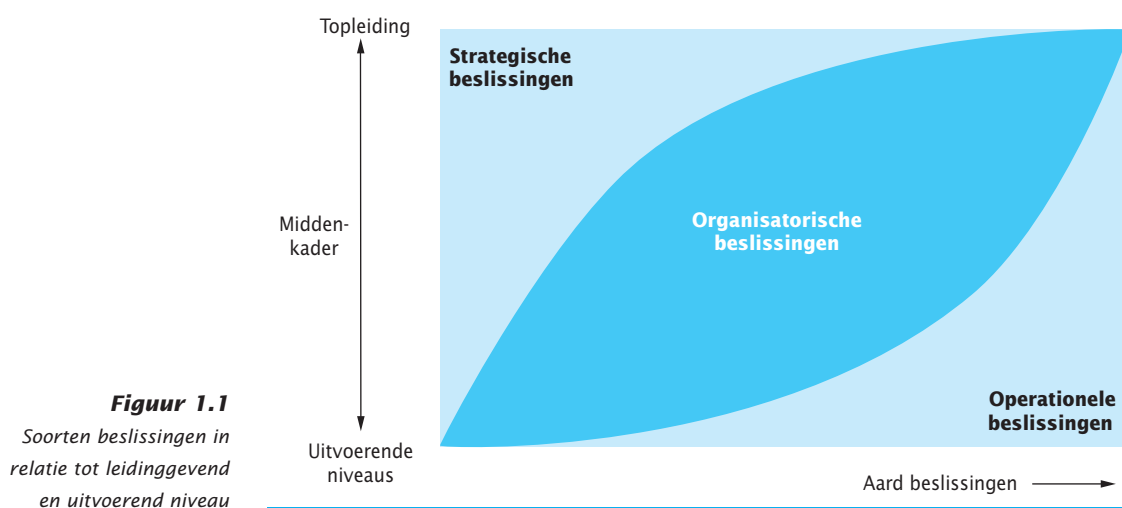 Topleiding
Strategische
beslissingen
Midden-
kader
Organisatorische
beslissingen
Operationele
beslissingen
Uitvoerende
niveaus
Aard beslissingen
Figuur 1.1
Soorten beslissingen in
relatie tot leidinggevend
en uitvoerend niveau